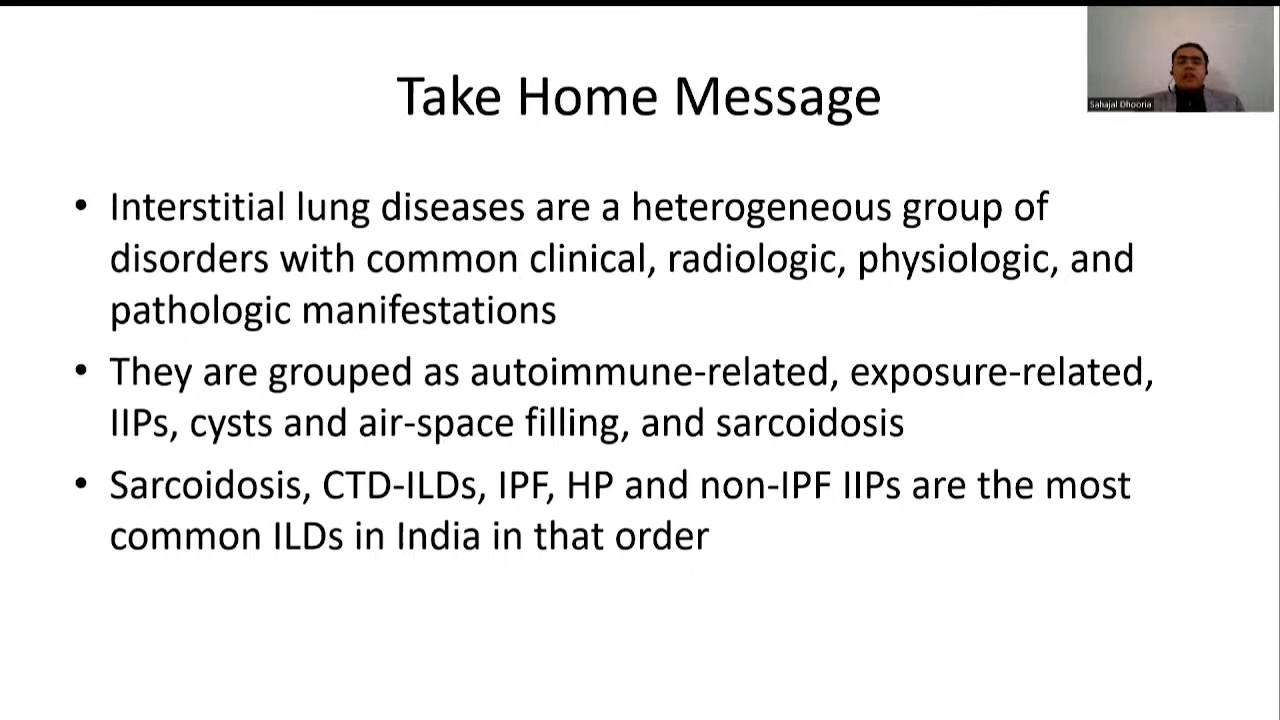 Take Home Message
Sahajal Dhooria
• Interstitial lung diseases are a heterogeneous group of
disorders with common clinical, radiologic, physiologic, and
pathologic manifestations
• They are grouped as autoimmune-related, exposure-related,
IIPs, cysts and air-space filling, and sarcoidosis
• Sarcoidosis, CTD-ILDs, IPF, HP and non-IPF IIPs are the most
common ILDs in India in that order